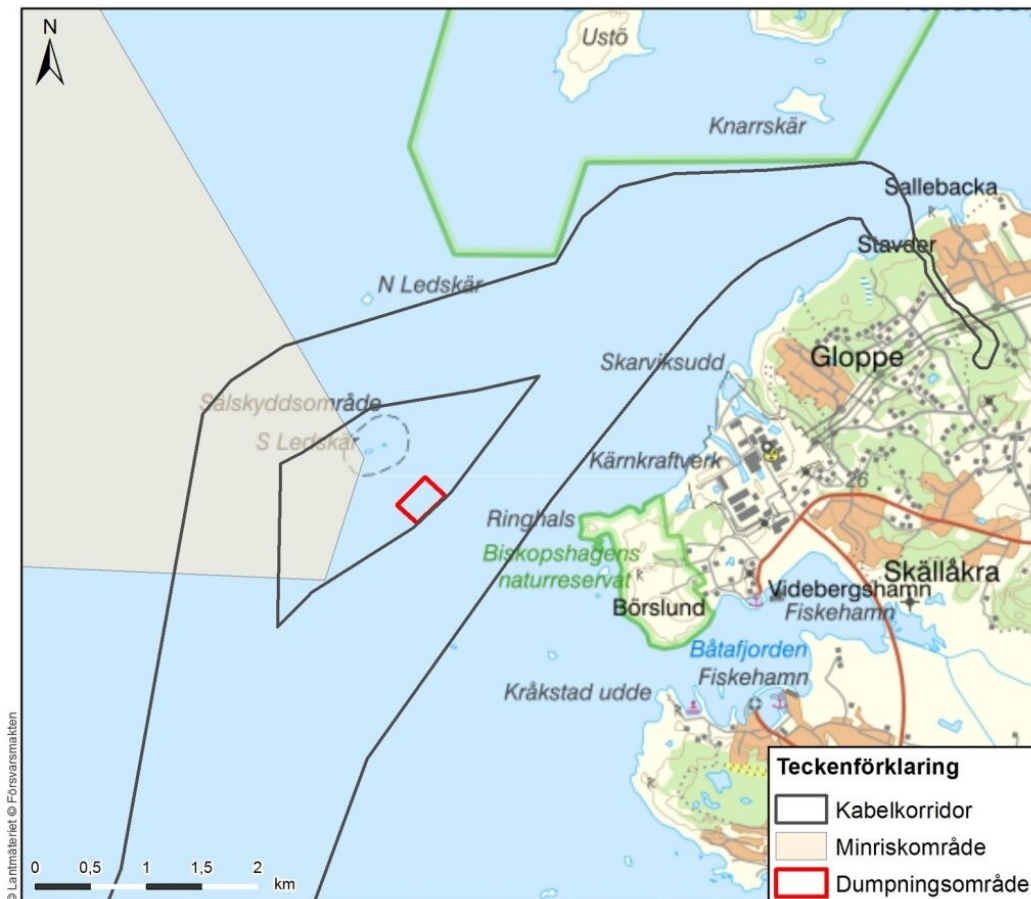 N
Ustö
Knarrskär
Sallebacka
Stavder
N Ledskär
Gloppe
Skarviksudd
Sälskyddsområde
S Ledskär
Kärnkraftverk
26
Ringhals
Biskopshagens
naturreservat
Skällåkra
Börslund
Videbergshamn
Fiskehamn
Båtafjorden
Fiskehamn
Kråkstad udde
Teckenförklaring
Kabelkorridor
Minriskområde
Dumpningsområde
0 0,5 1 1,5 2
km
© Lantmäteriet © Försvarsmakten